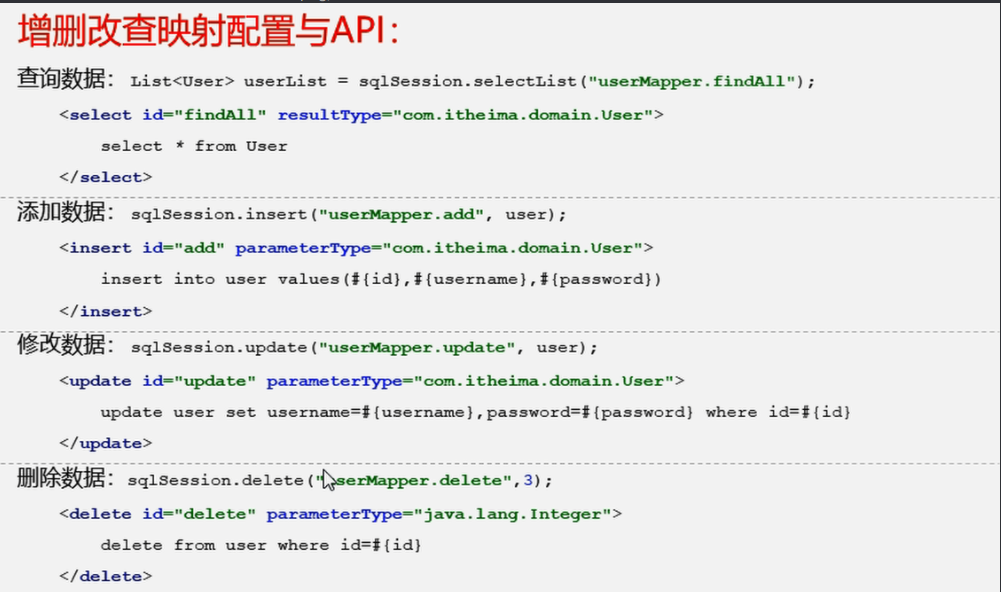 增删改查映射配置与API：
查询数据： List<User> userList = sqlSession.selectList("userMapper.findAll");
<select id="findAll" resultType="com.itheima.domain.User">
select * from User
</select>
添加数据： sqlSession.insert("userMapper.add", user);
<insert id="add" parameterType="com.itheima.domain.User">
insert into user values(#{id},#{username},#{password})
</insert>
修改数据： sqlSession.update("userMapper.update", user);
<update id="update" parameterType="com.itheima.domain.User">
update user set username=#{username},password=#{password} where id=#{id}
</update>
删除数据： sqlSession.delete("userMapper.delete",3);
<delete id="delete" parameterType="java.lang.Integer">
delete from user where id=#{id}
</delete>